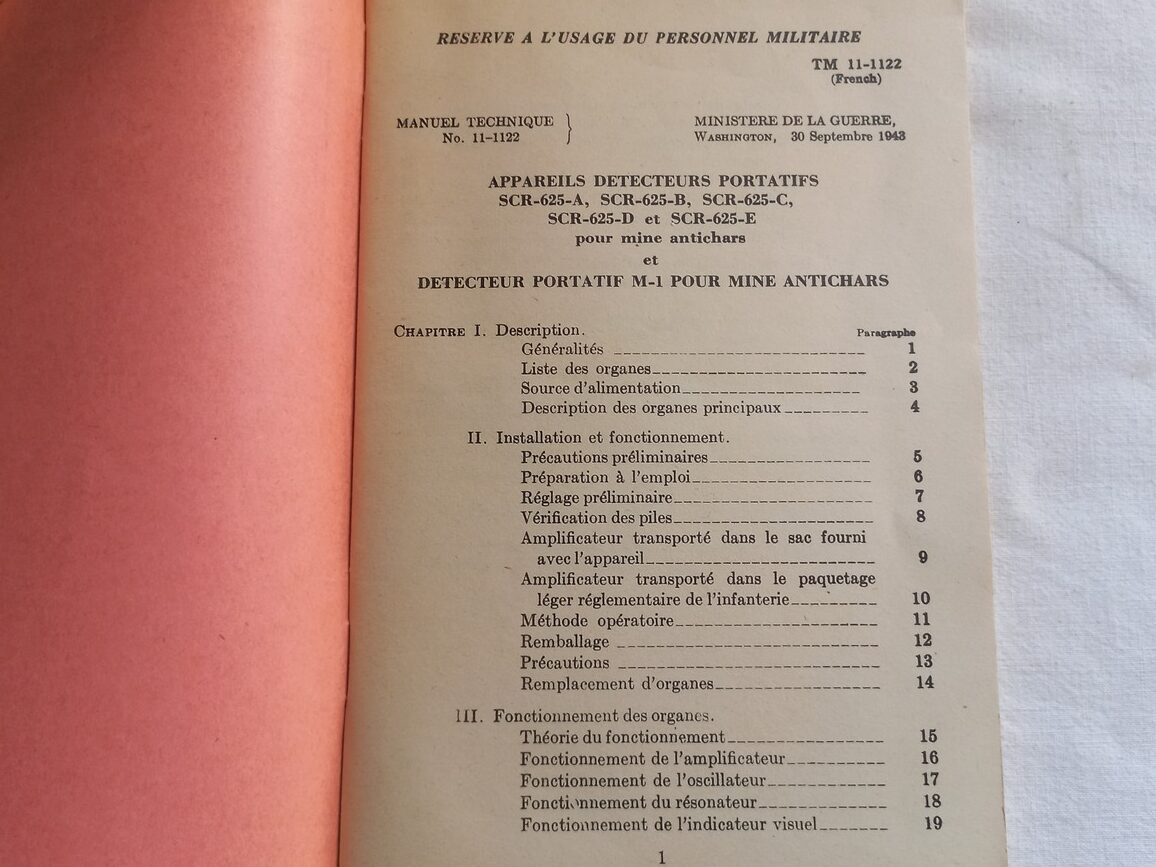 RESERVE A L'USAGE DU PERSONNEL MILITAIRE
TM 11-1122
(French)
MANUEL TECHNIQUE
No. 11-1122
MINISTERE DE LA GUERRE,
WASHINGTON, 30 Septembre 1943
APPAREILS DETECTEURS PORTATIFS
SCR-625-A, SCR-625-B, SCR-625-C,
SCR-625-D et SCR-625-E
pour mine antichars
et
DETECTEUR PORTATIF M-1 POUR MINE ANTICHARS
CHAPITRE I. Description. Paragraphe
Généralités 1
Liste des organes 2
Source d'alimentation 3
Description des organes principaux 4
II. Installation et fonctionnement.
Précautions préliminaires 5
Préparation à l'emploi 6
Réglage préliminaire 7
Vérification des piles 8
Amplificateur transporté dans le sac fourni
avec l'appareil 9
Amplificateur transporté dans le paquetage
léger réglementaire de l'infanterie 10
Méthode opératoire 11
Remballage 12
Précautions 13
Remplacement d'organes 14
III. Fonctionnement des organes.
Théorie du fonctionnement 15
Fonctionnement de l'amplificateur 16
Fonctionnement de l'oscillateur 17
Fonctionnement du résonateur 18
Fonctionnement de l'indicateur visuel 19
1